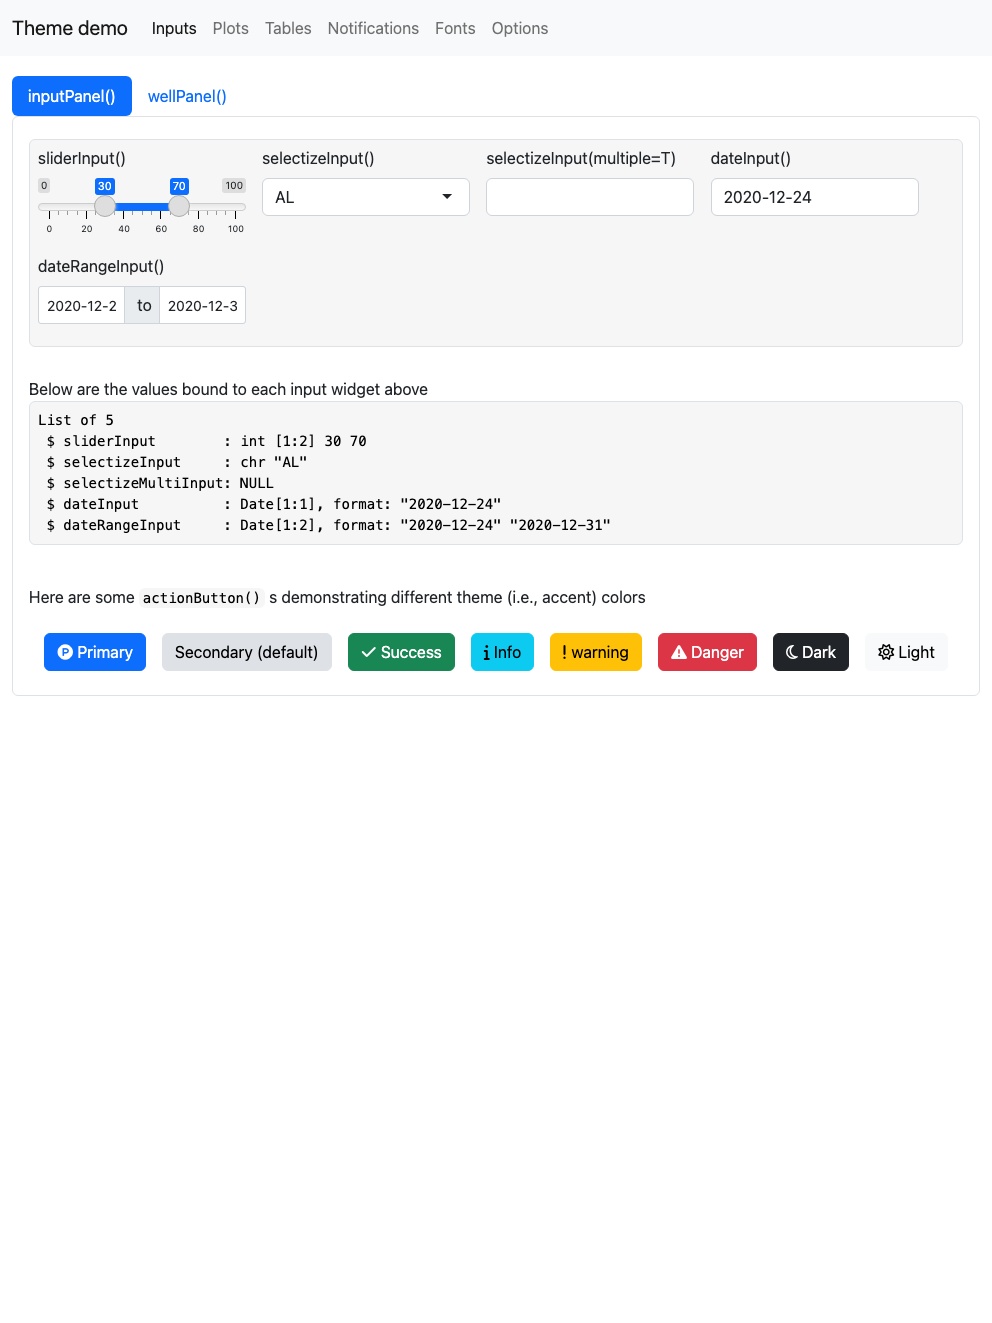 Theme demo Inputs Plots Tables Notifications Fonts Options
inputPanel() wellPanel()
sliderInput() selectizeInput() selectizeInput(multiple=T) dateInput()
0 30 70 100
AL 2020-12-24
0 20 40 60 80 100
dateRangeInput()
2020-12-2 to 2020-12-3
Below are the values bound to each input widget above
List of 5
 $ sliderInput        : int [1:2] 30 70
 $ selectizeInput     : chr "AL"
 $ selectizeMultiInput: NULL
 $ dateInput          : Date[1:1], format: "2020-12-24"
 $ dateRangeInput     : Date[1:2], format: "2020-12-24" "2020-12-31"
Here are some actionButton() s demonstrating different theme (i.e., accent) colors
Primary Secondary (default) Success Info warning Danger Dark Light